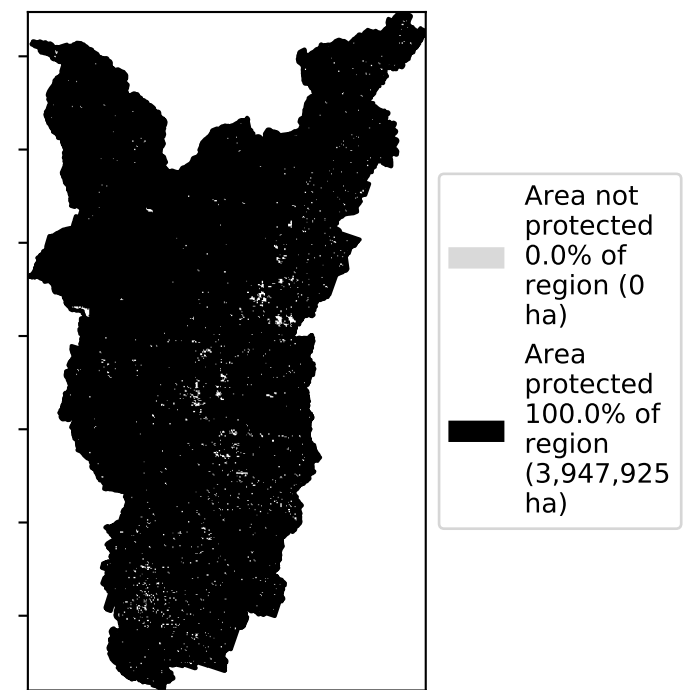 Area not
protected
0.0% of
region (0
ha)
Area
protected
100.0% of
region
(3,947,925
ha)